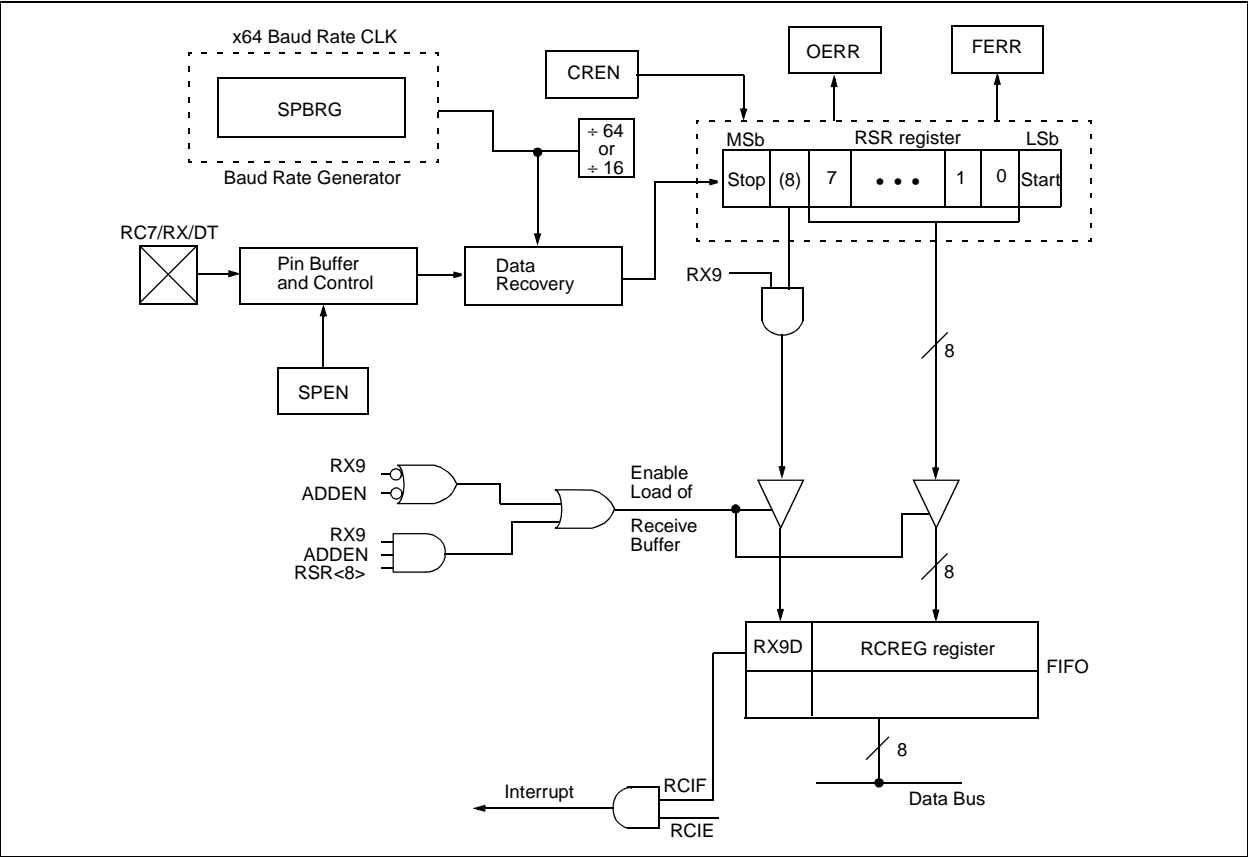 x64 Baud Rate CLK
SPBRG
Baud Rate Generator
CREN
OERR
FERR
÷ 64
or
÷ 16
MSb
RSR register
LSb
Stop
(8)
7
• • •
1
0
Start
RC7/RX/DT
Pin Buffer
and Control
Data
Recovery
SPEN
RX9
8
RX9
ADDEN
RX9
ADDEN
RSR<8>
Enable
Load of
Receive
Buffer
8
RX9D
RCREG register
FIFO
8
Data Bus
Interrupt
RCIF
RCIE